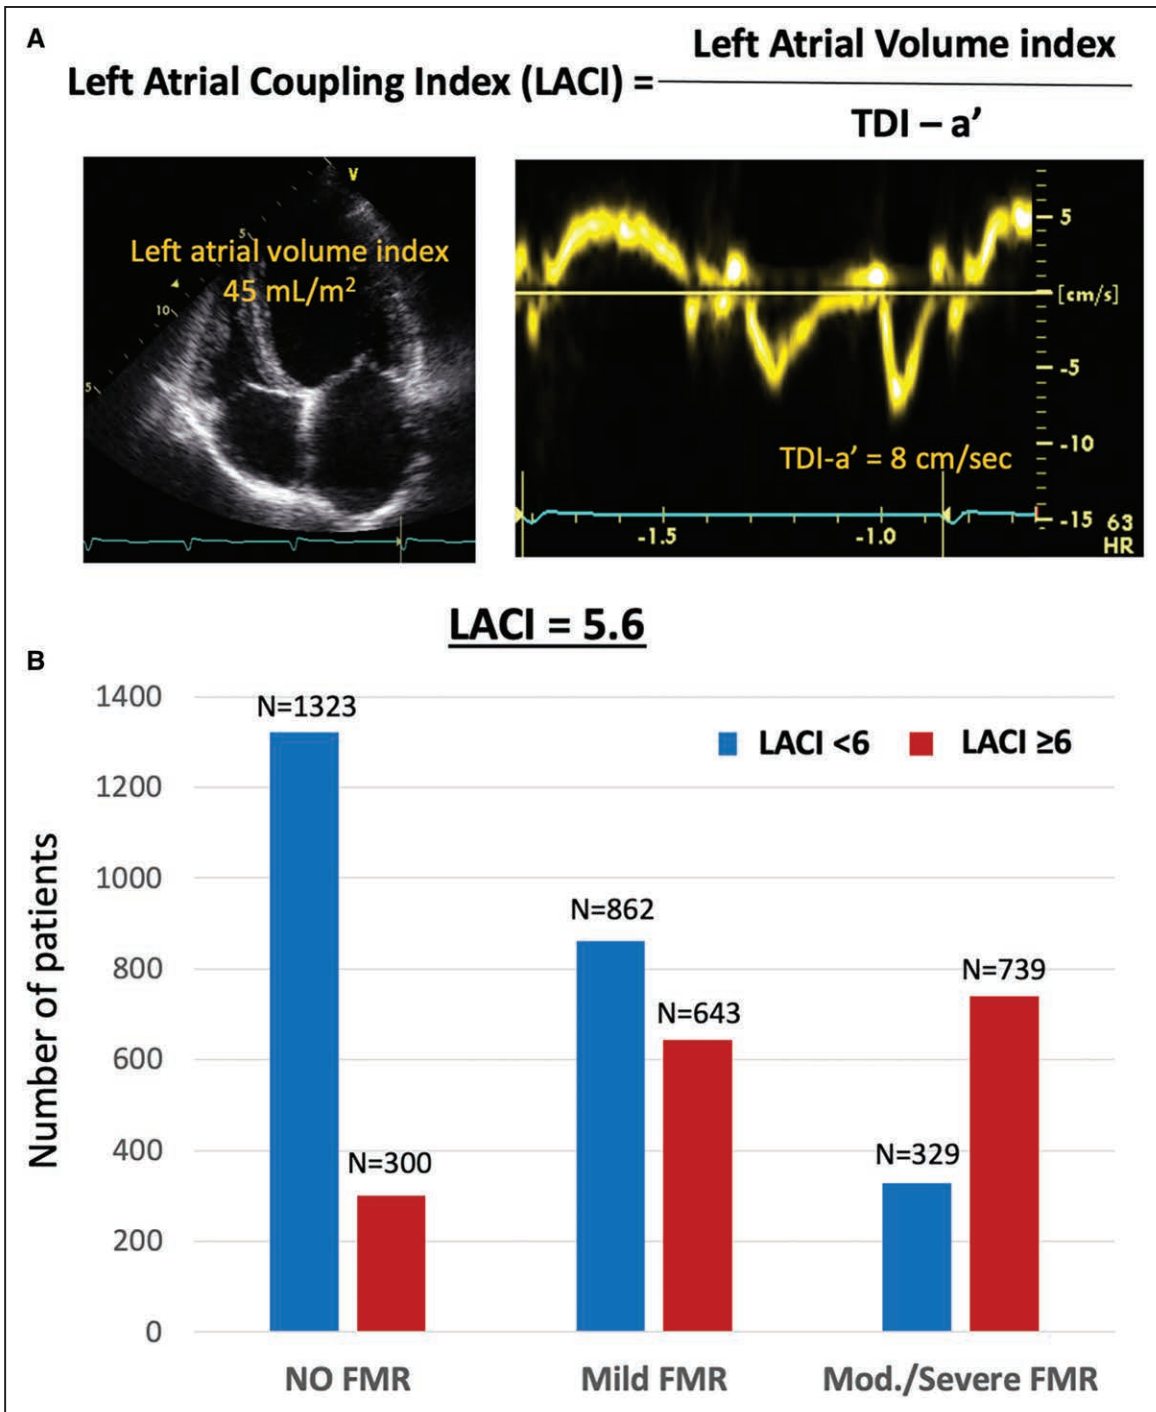 A
Left Atrial Coupling Index (LACI) =
Left Atrial Volume index
TDI – a’
V
5
10
5
Left atrial volume index
45 mL/m²
5
[cm/s]
-5
-10
-15
TDI-a’ = 8 cm/sec
-1.5
-1.0
63
HR
LACI = 5.6
B
Number of patients
1400
1200
1000
800
600
400
200
0
N=1323
N=300
N=862
N=643
N=329
N=739
LACI <6
LACI ≥6
NO FMR
Mild FMR
Mod./Severe FMR